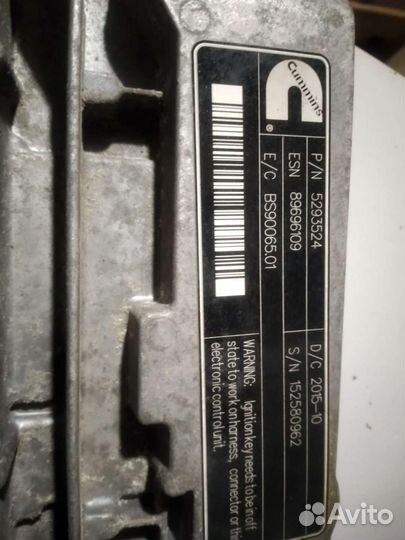 Cummins
®
P/N 5293524 D/C 2015-10
ESN 89696109 S/N 152580962
E/C BS90065.01
WARNING: Ignition key needs to be in off
state to work on harness, connector or this
electronic control unit.
Avito